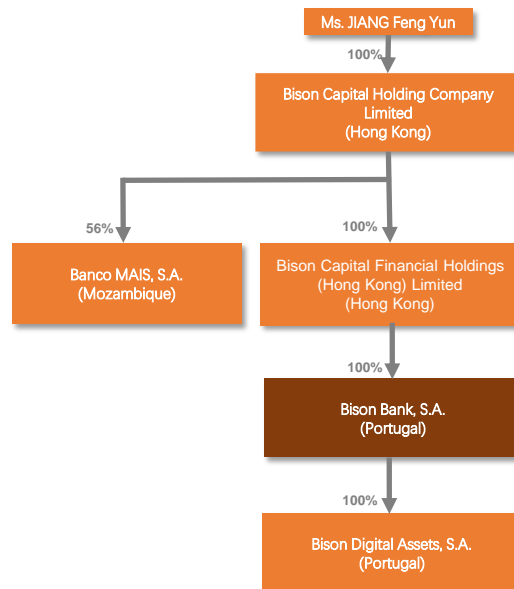 Ms. JIANG Feng Yun
100%
Bison Capital Holding Company
Limited
(Hong Kong)
56%
100%
Banco MAIS, S.A.
(Mozambique)
Bison Capital Financial Holdings
(Hong Kong) Limited
(Hong Kong)
100%
Bison Bank, S.A.
(Portugal)
100%
Bison Digital Assets, S.A.
(Portugal)